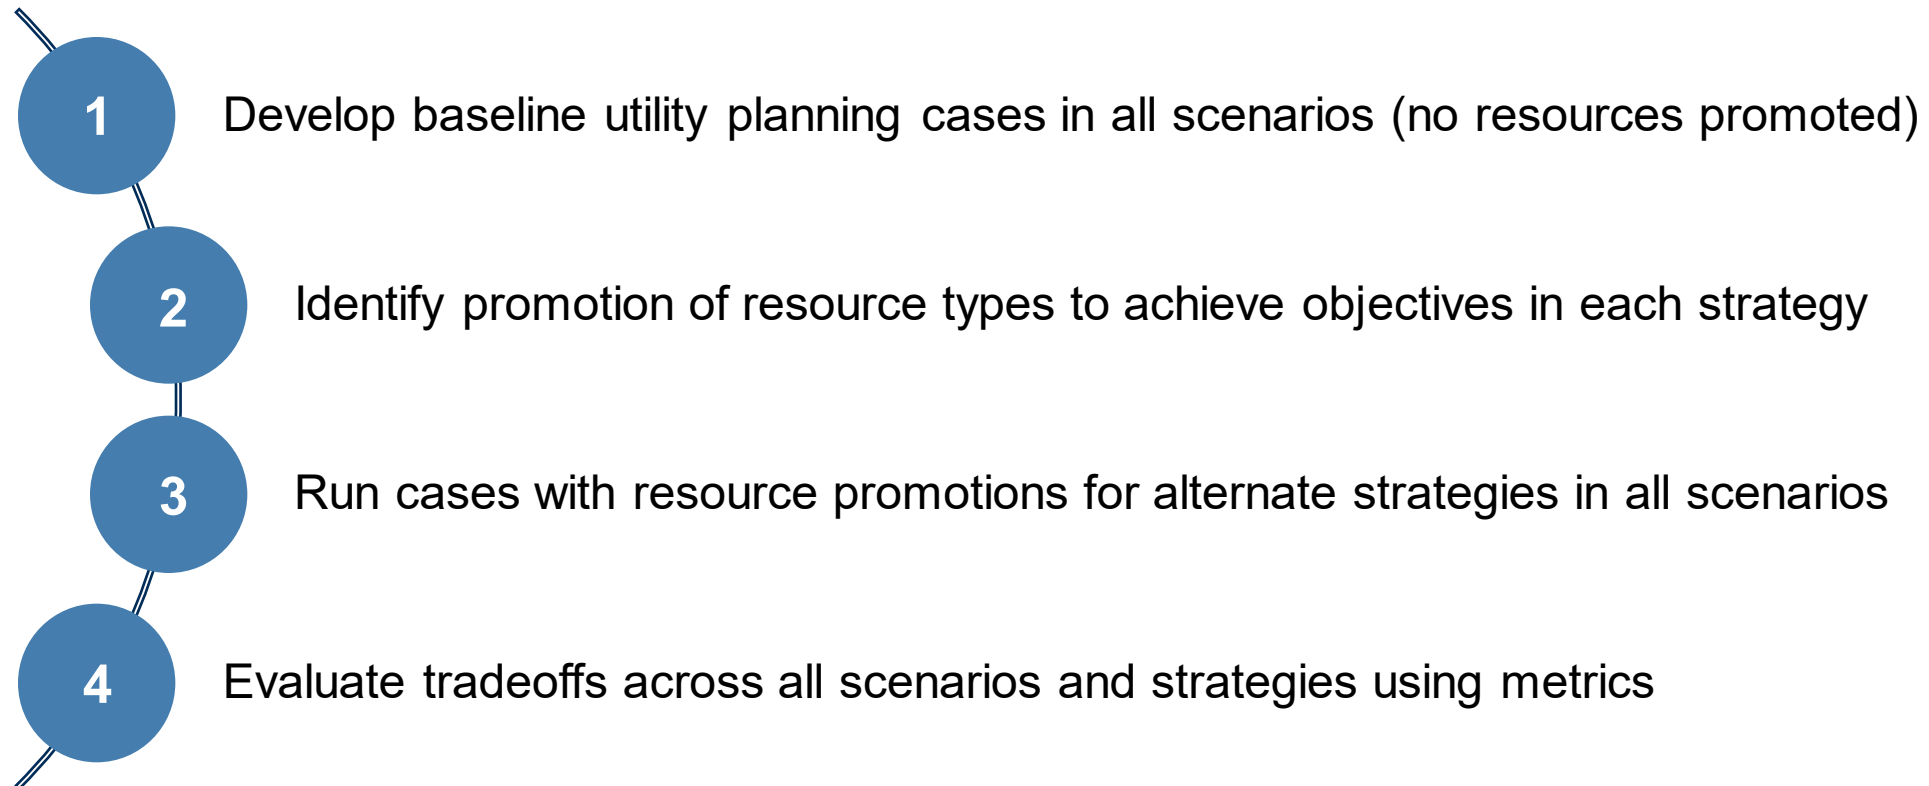 1 Develop baseline utility planning cases in all scenarios (no resources promoted)
2 Identify promotion of resource types to achieve objectives in each strategy
3 Run cases with resource promotions for alternate strategies in all scenarios
4 Evaluate tradeoffs across all scenarios and strategies using metrics